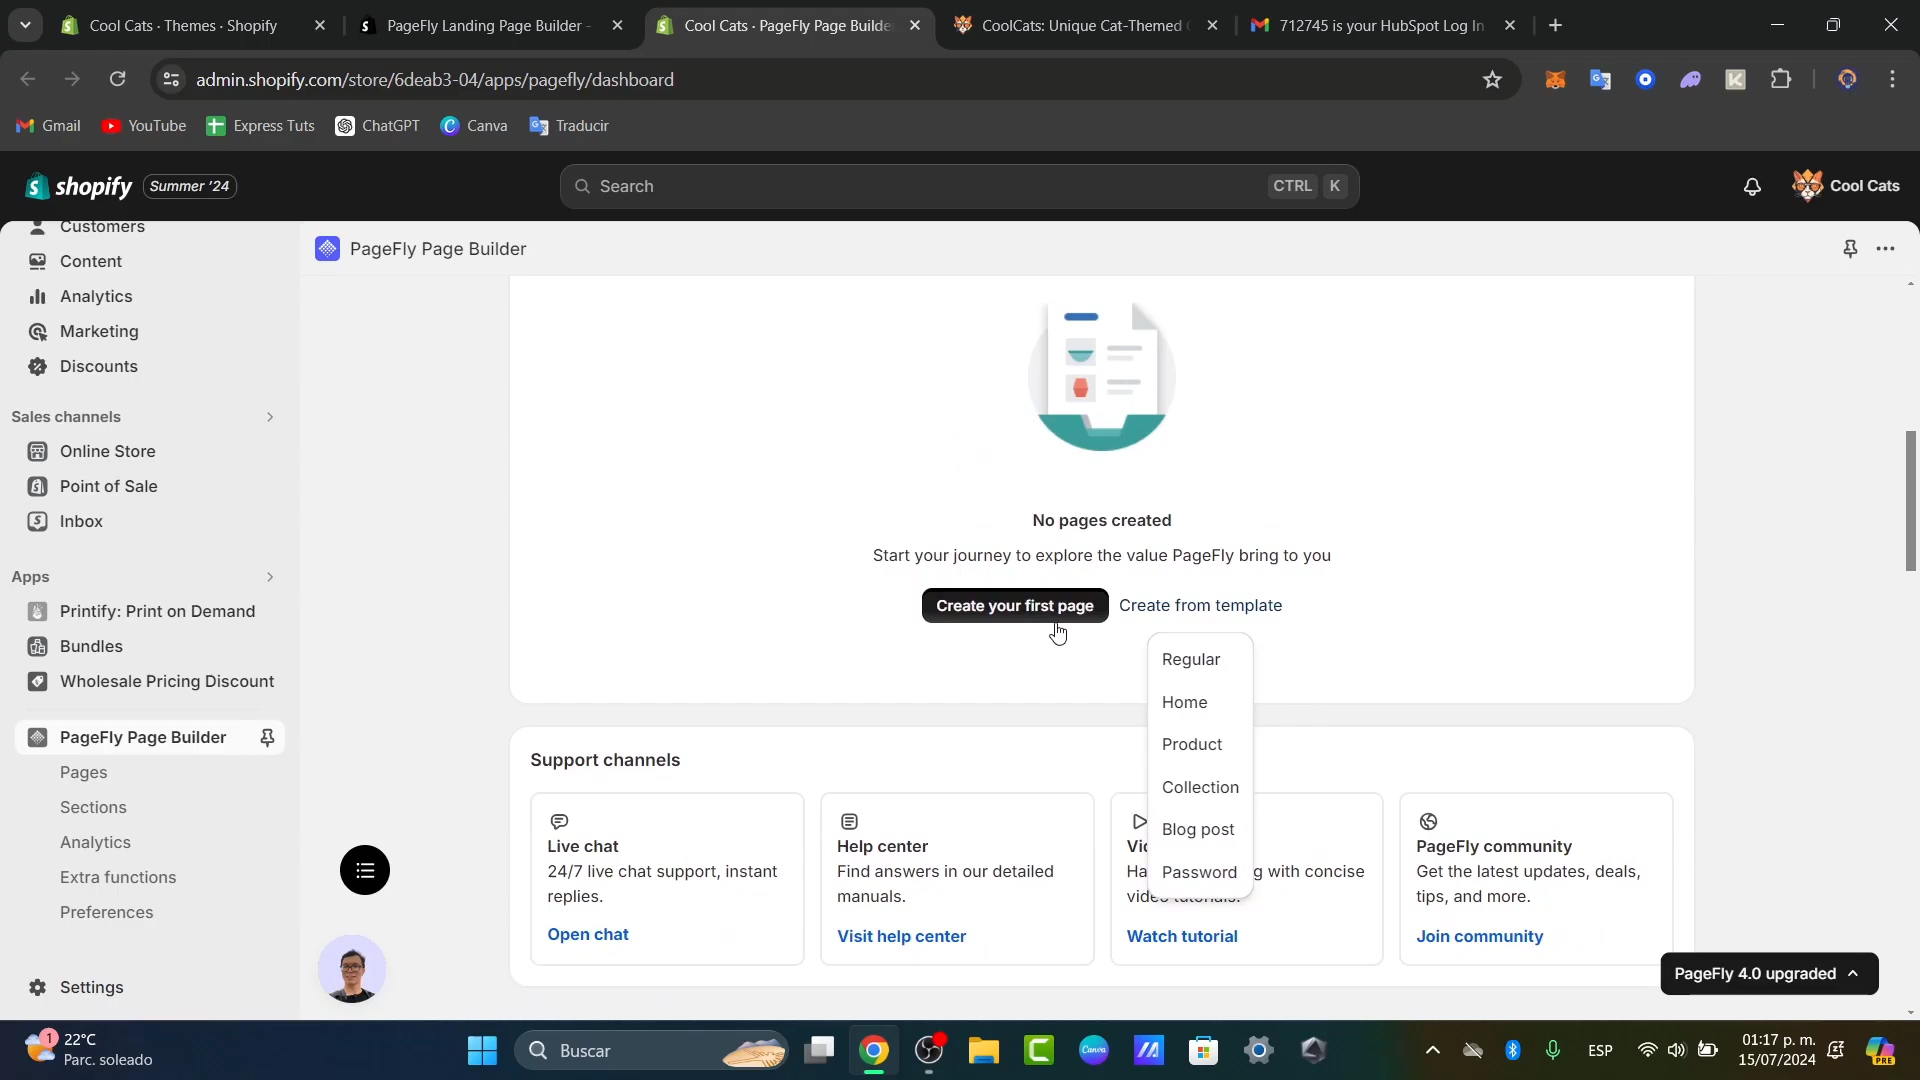 Cool Cats · Themes · Shopify
PageFly Landing Page Builder -
Cool Cats · PageFly Page Builde
CoolCats: Unique Cat-Themed
712745 is your HubSpot Log In
admin.shopify.com/store/6deab3-04/apps/pagefly/dashboard
Gmail
YouTube
Express Tuts
ChatGPT
Canva
Traducir
shopify
Summer '24
Search
CTRL K
Cool Cats
Customers
Content
Analytics
Marketing
Discounts
Sales channels
Online Store
Point of Sale
Inbox
Apps
Printify: Print on Demand
Bundles
Wholesale Pricing Discount
PageFly Page Builder
Pages
Sections
Analytics
Extra functions
Preferences
Settings
PageFly Page Builder
No pages created
Start your journey to explore the value PageFly bring to you
Create your first page
Create from template
Regular
Home
Product
Collection
Blog post
Password
Support channels
Live chat
24/7 live chat support, instant
replies.
Open chat
Help center
Find answers in our detailed
manuals.
Visit help center
g with concise
Watch tutorial
PageFly community
Get the latest updates, deals,
tips, and more.
Join community
PageFly 4.0 upgraded
1
22°C
Parc. soleado
Buscar
Canva
ESP
01:17 p. m.
15/07/2024
PRE